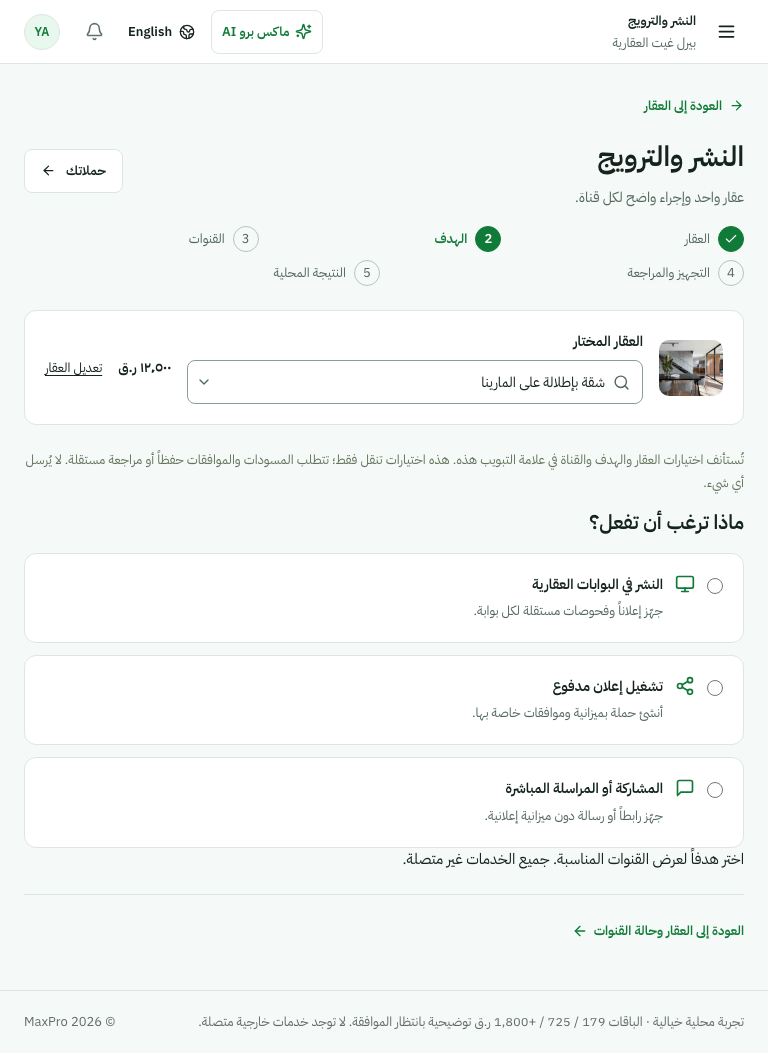 النشر والترويج
بيرل غيت العقارية
ماكس برو AI
English
YA
العودة إلى العقار
النشر والترويج
عقار واحد وإجراء واضح لكل قناة.
حملاتك
العقار
2 الهدف
3 القنوات
4 التجهيز والمراجعة
5 النتيجة المحلية
العقار المختار
شقة بإطلالة على المارينا
١٢,٥٠٠ ر.ق
تعديل العقار
تُستأنف اختيارات العقار والهدف والقناة في علامة التبويب هذه. هذه اختيارات تنقل فقط؛ تتطلب المسودات والموافقات حفظاً أو مراجعة مستقلة. لا يُرسل
أي شيء.
ماذا ترغب أن تفعل؟
النشر في البوابات العقارية
جهّز إعلاناً وفحوصات مستقلة لكل بوابة.
تشغيل إعلان مدفوع
أنشئ حملة بميزانية وموافقات خاصة بها.
المشاركة أو المراسلة المباشرة
جهّز رابطاً أو رسالة دون ميزانية إعلانية.
اختر هدفاً لعرض القنوات المناسبة. جميع الخدمات غير متصلة.
العودة إلى العقار وحالة القنوات
تجربة محلية خيالية · الباقات 179 / 725 / +1,800 ر.ق توضيحية بانتظار الموافقة. لا توجد خدمات خارجية متصلة.
© 2026 MaxPro